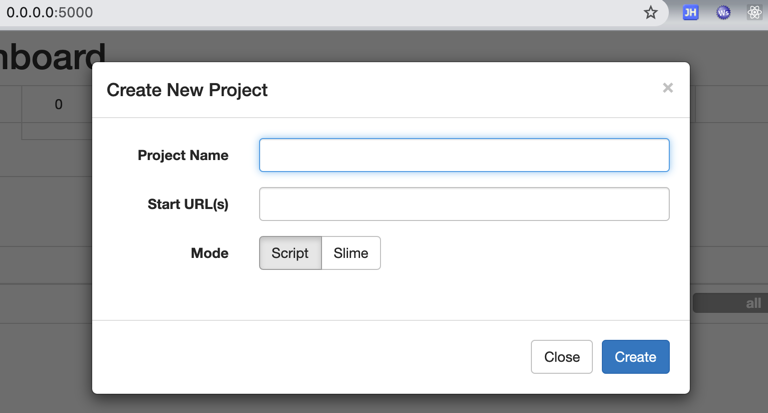 0.0.0.0:5000
JH
Ws
nboard
Create New Project
×
0
Project Name
Start URL(s)
Mode
Script
Slime
all
Close
Create